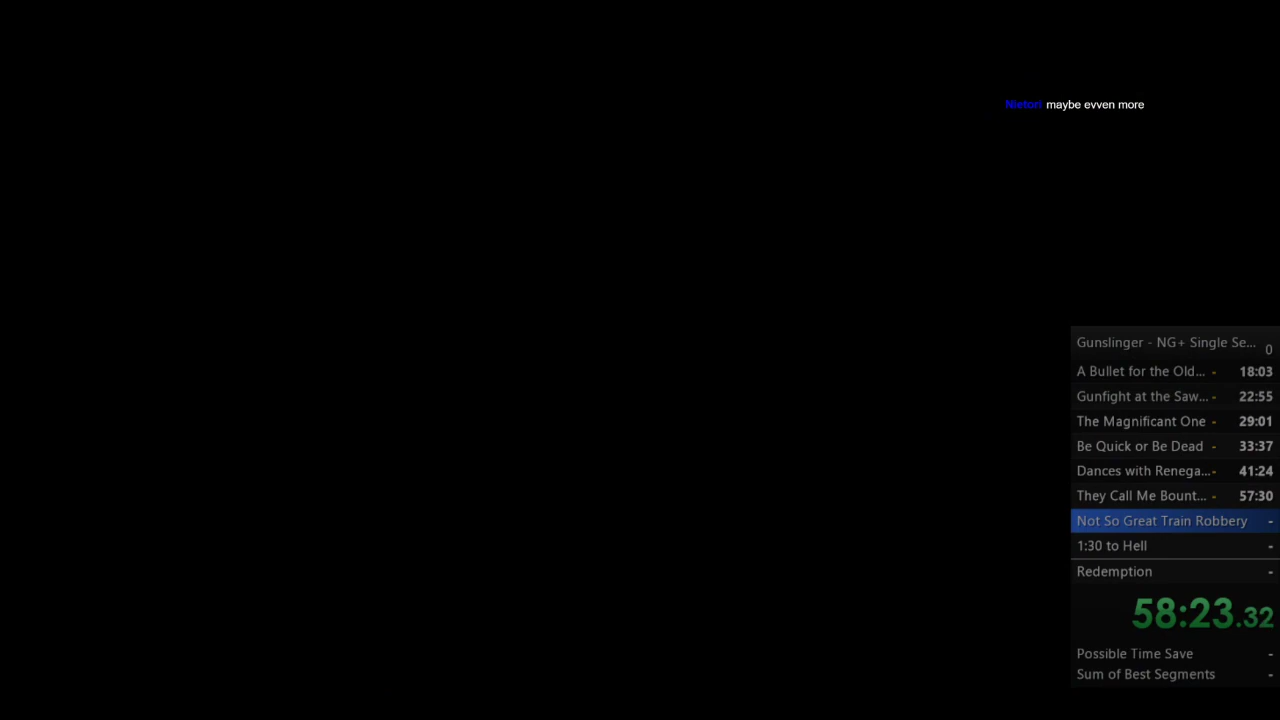 Nietori maybe evven more
Gunslinger - NG+ Single Se...
0
A Bullet for the Old... - 18:03
Gunfight at the Saw... - 22:55
The Magnificant One - 29:01
Be Quick or Be Dead - 33:37
Dances with Renega... - 41:24
They Call Me Bount... - 57:30
Not So Great Train Robbery -
1:30 to Hell -
Redemption -
58:23.32
Possible Time Save -
Sum of Best Segments -